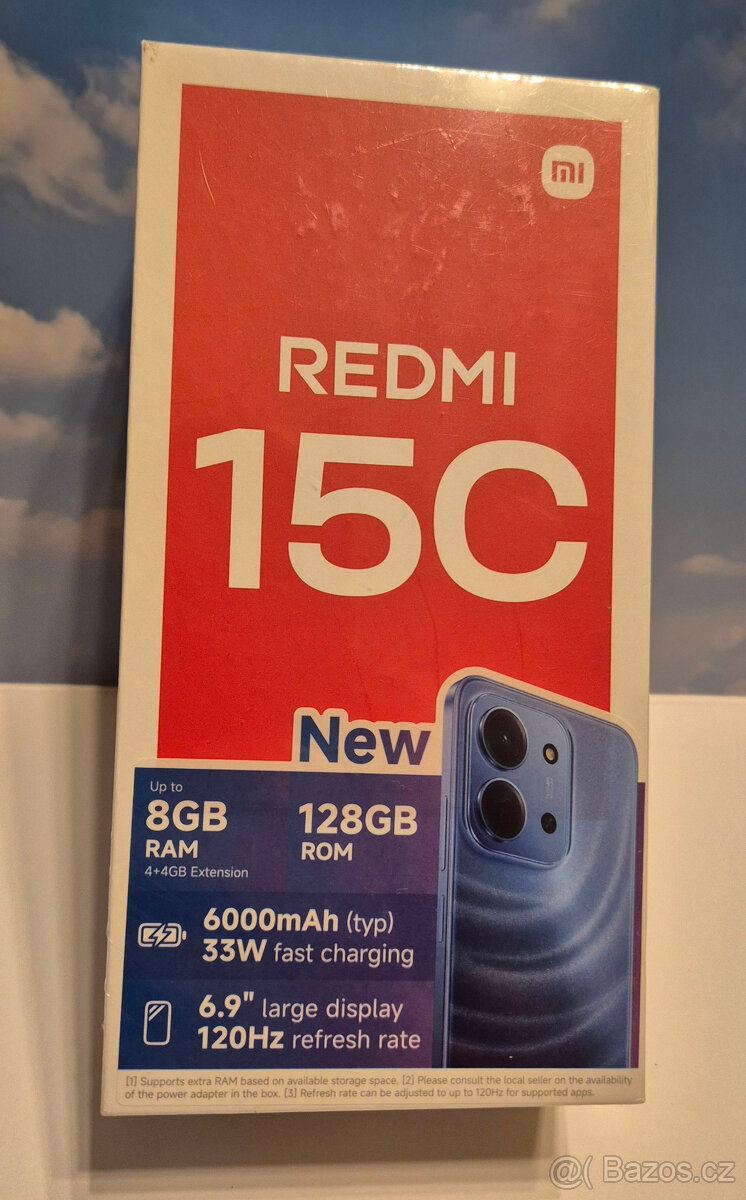 mi
REDMI
15C
New
Up to
8GB
RAM
4+4GB Extension
128GB
ROM
6000mAh (typ)
33W fast charging
6.9" large display
120Hz refresh rate
[1] Supports extra RAM based on available storage space. [2] Please consult the local seller on the availability
of the power adapter in the box. [3] Refresh rate can be adjusted to up to 120Hz for supported apps.
@( Bazos.cz